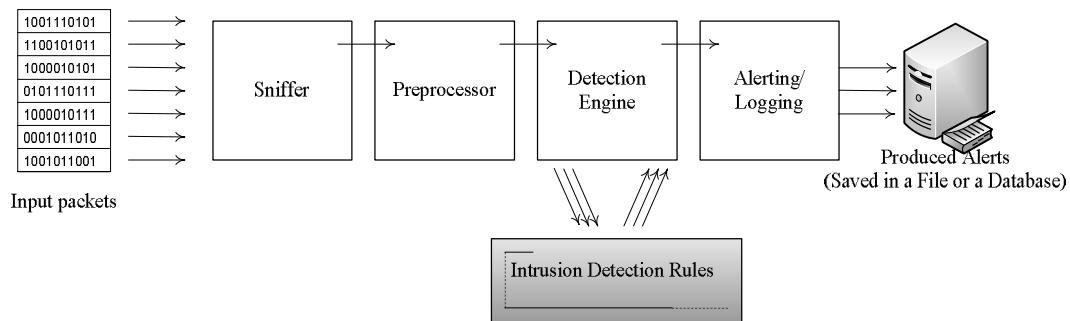 1001110101
1100101011
1000010101
0101110111
1000010111
0001011010
1001011001
Input packets
Sniffer
Preprocessor
Detection
Engine
Alerting/
Logging
Produced Alerts
(Saved in a File or a Database)
Intrusion Detection Rules